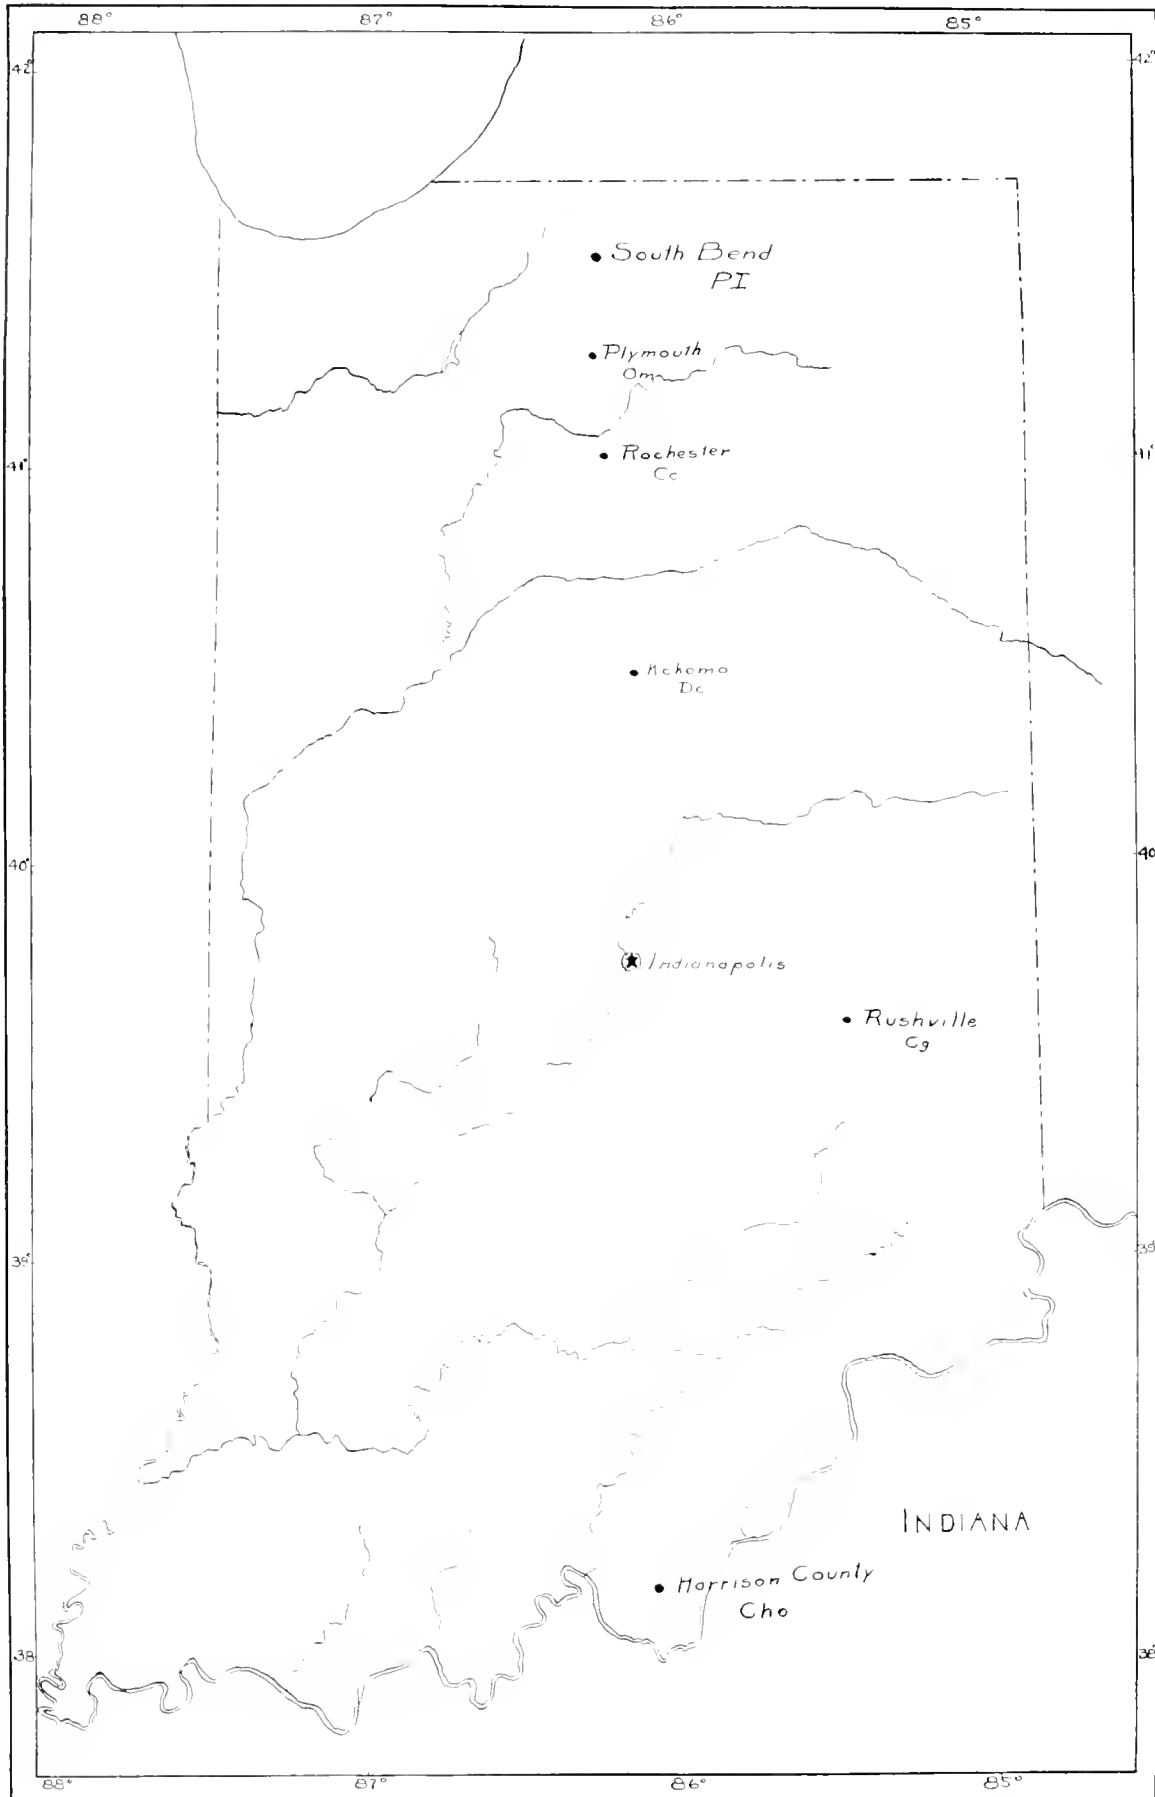 88° 87° 86° 85°
42° 42°
South Bend
PI
Plymouth
Om
Rochester
Cc
41° 41°
Kokomo
Dc
40° 40
Indianapolis
Rushville
Cg
39° 39
INDIANA
Harrison County
Cho
38 38°
88° 87° 86° 85°